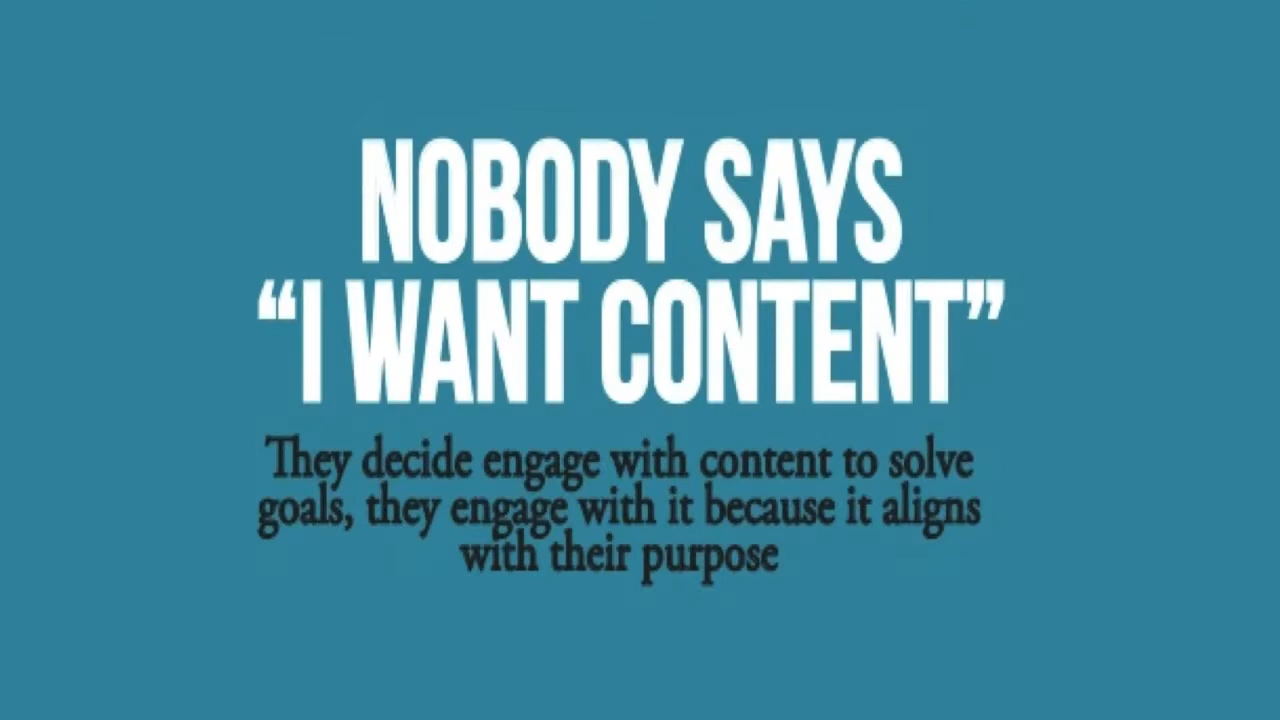 NOBODY SAYS
“I WANT CONTENT”
They decide engage with content to solve
goals, they engage with it because it aligns
with their purpose